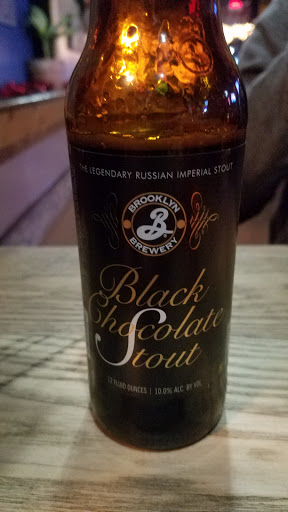 THE LEGENDARY RUSSIAN IMPERIAL STOUT
BROOKLYN
B
BREWERY
Black
Chocolate
Stout
12 FLUID OUNCES | 10.0% ALC. BY VOL.